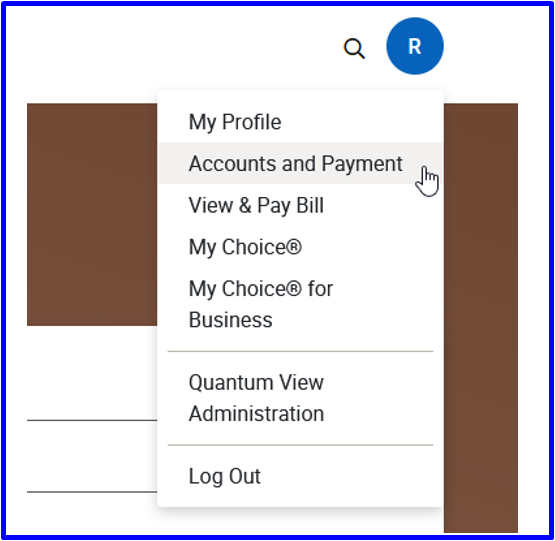 R
My Profile
Accounts and Payment
View & Pay Bill
My Choice®
My Choice® for
Business
Quantum View
Administration
Log Out